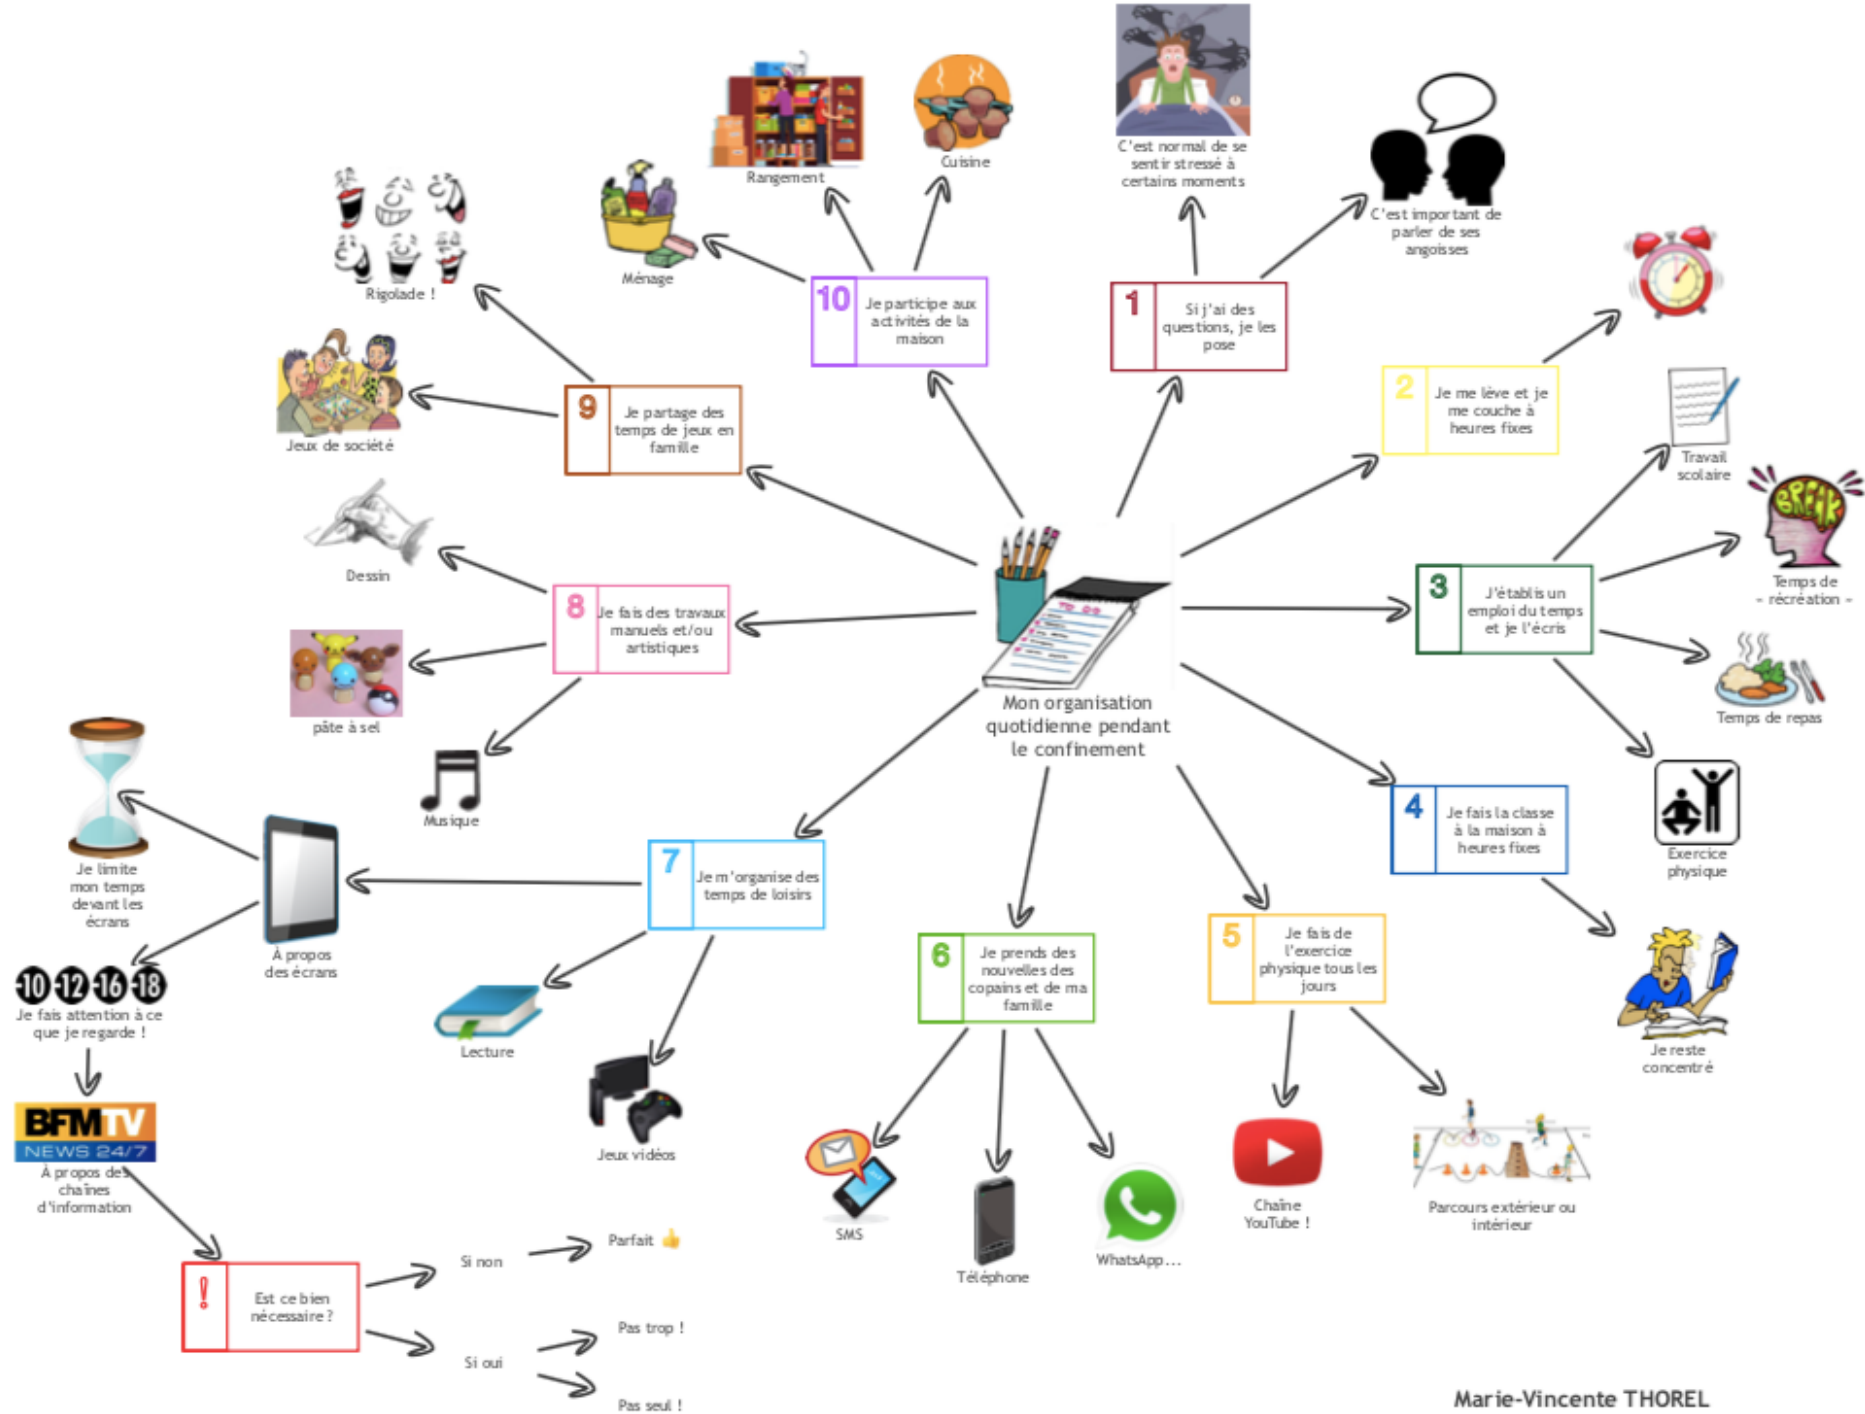 Mon organisation
quotidienne pendant
le confinement
TO DO
1
Si j'ai des
questions, je les
pose
C'est normal de se
sentir stressé à
certains moments
C'est important de
parler de ses
angoisses
2
Je me lève et je
me couche à
heures fixes
3
J'établis un
emploi du temps
et je l'écris
Travail
scolaire
BREAK
Temps de
- récréation -
Temps de repas
Exercice
physique
4
Je fais la classe
à la maison à
heures fixes
Je reste
concentré
5
Je fais de
l'exercice
physique tous les
jours
Chaîne
YouTube !
Parcours extérieur ou
intérieur
6
Je prends des
nouvelles des
copains et de ma
famille
SMS
Téléphone
WhatsApp...
7
Je m'organise des
temps de loisirs
Jeux vidéos
Lecture
À propos
des écrans
Je limite
mon temps
devant les
écrans
-10 -12 -16 -18
Je fais attention à ce
que je regarde !
BFMTV
NEWS 24/7
À propos des
chaînes
d'information
!
Est ce bien
nécessaire ?
Si non
Parfait 👍
Si oui
Pas trop !
Pas seul !
8
Je fais des travaux
manuels et/ou
artistiques
Dessin
pâte à sel
Musique
9
Je partage des
temps de jeux en
famille
Rigolade !
Jeux de société
10
Je participe aux
activités de la
maison
Ménage
Rangement
Cuisine
Marie-Vincente THOREL